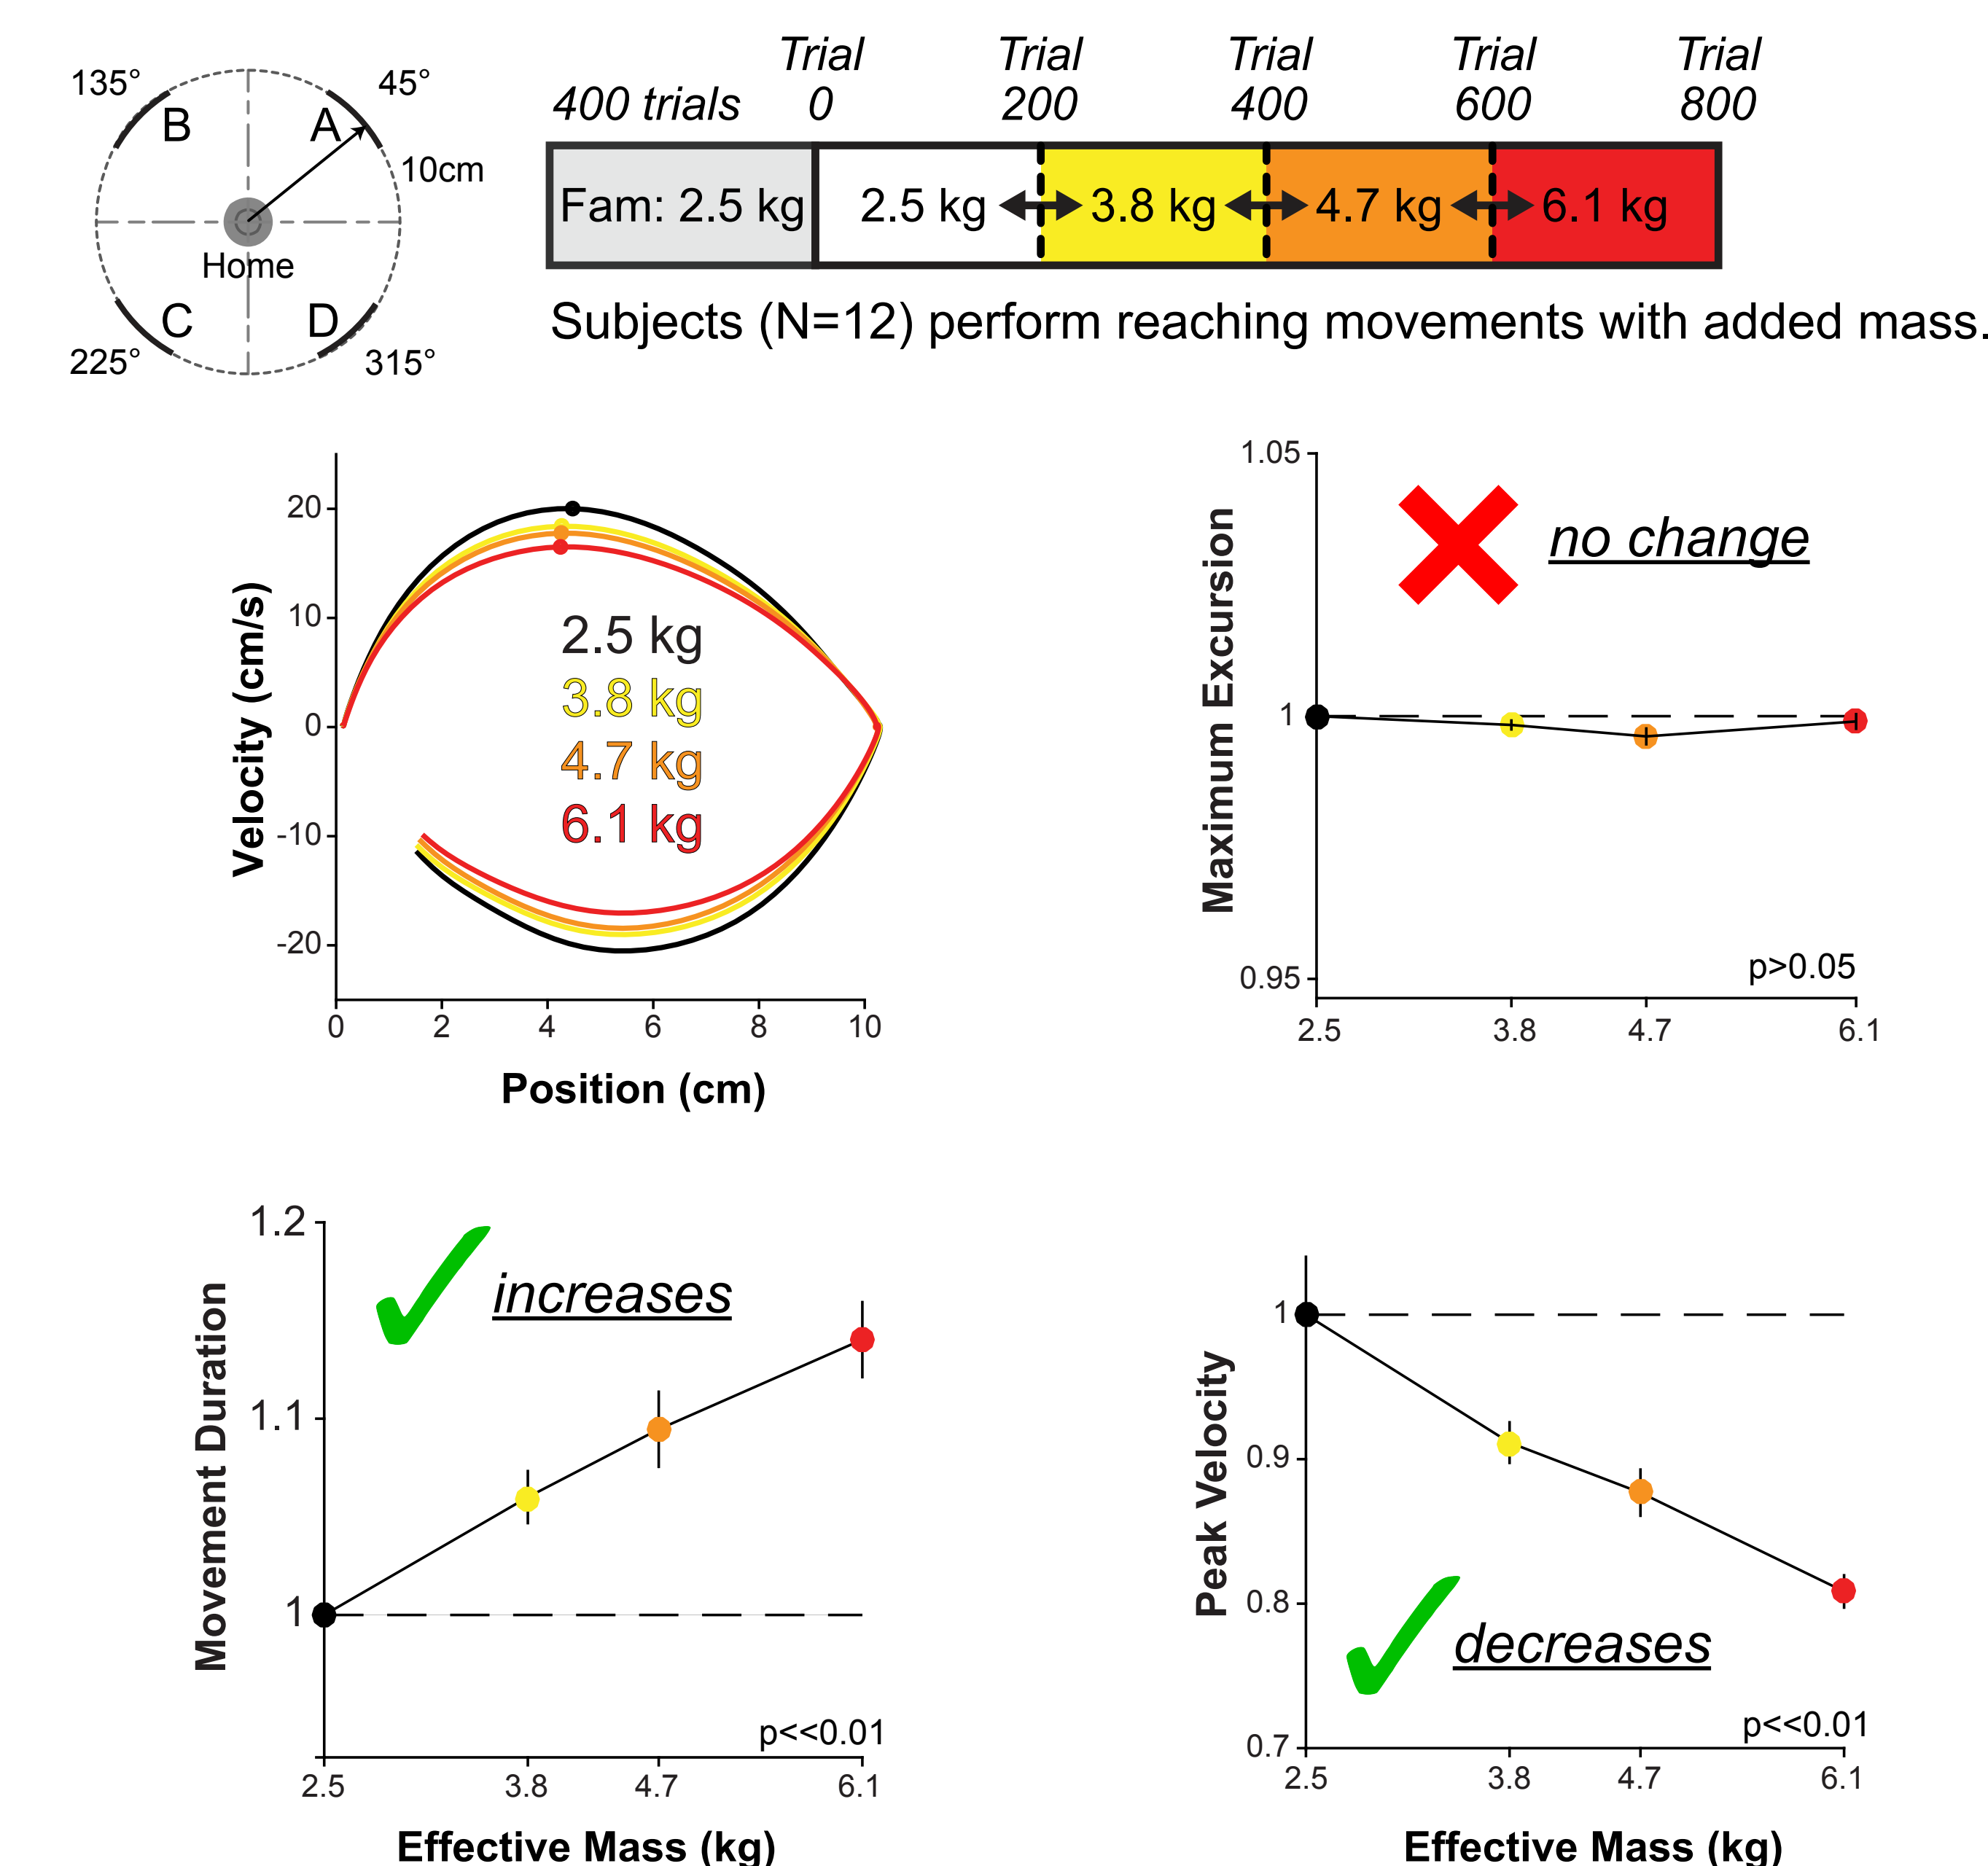 135°
45°
B
A
10cm
Home
C
D
225°
315°
Trial
Trial
Trial
Trial
Trial
400 trials
0
200
400
600
800
Fam: 2.5 kg
2.5 kg
3.8 kg
4.7 kg
6.1 kg
Subjects (N=12) perform reaching movements with added mass.
Velocity (cm/s)
20
10
0
-10
-20
2.5 kg
3.8 kg
4.7 kg
6.1 kg
0
2
4
6
8
10
Position (cm)
Maximum Excursion
1.05
1
0.95
no change
p>0.05
2.5
3.8
4.7
6.1
Movement Duration
1.2
1.1
1
increases
p<<0.01
2.5
3.8
4.7
6.1
Effective Mass (kg)
Peak Velocity
1
0.9
0.8
0.7
decreases
p<<0.01
2.5
3.8
4.7
6.1
Effective Mass (kg)